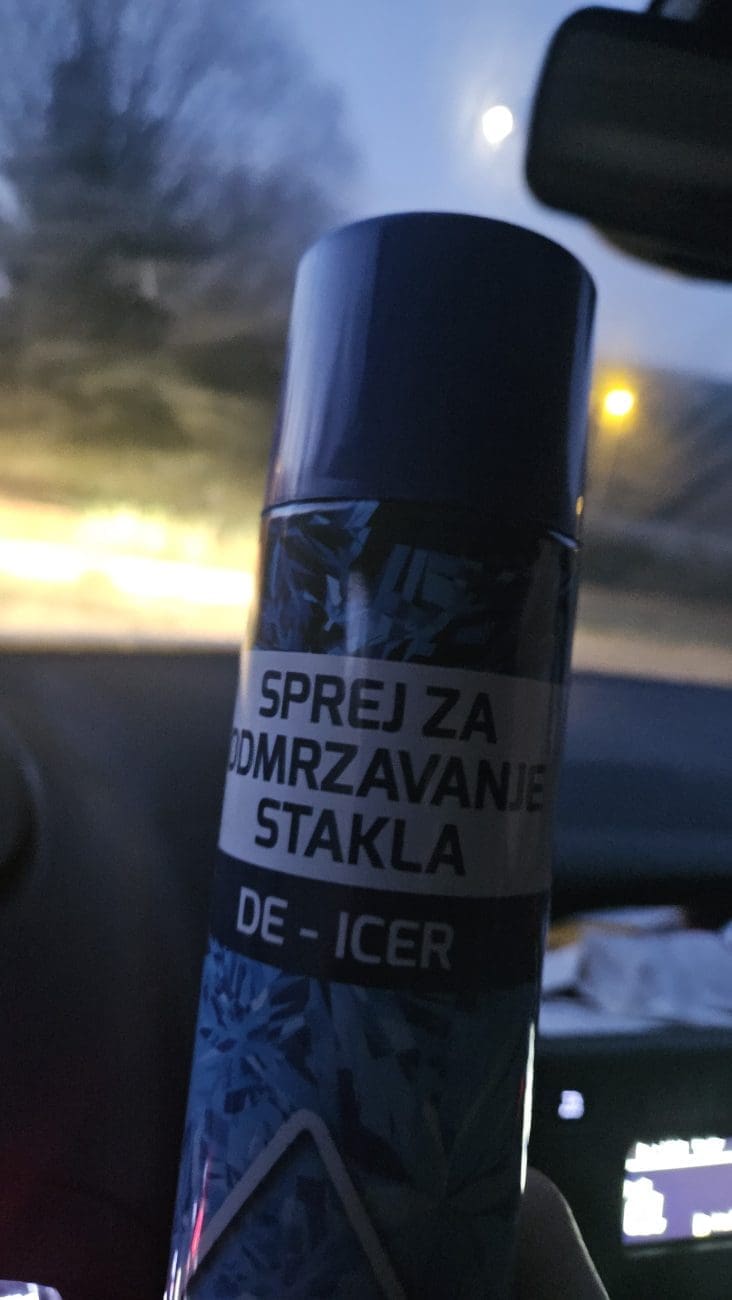 SPREJ ZA
ODMRZAVANJE
STAKLA
DE - ICER